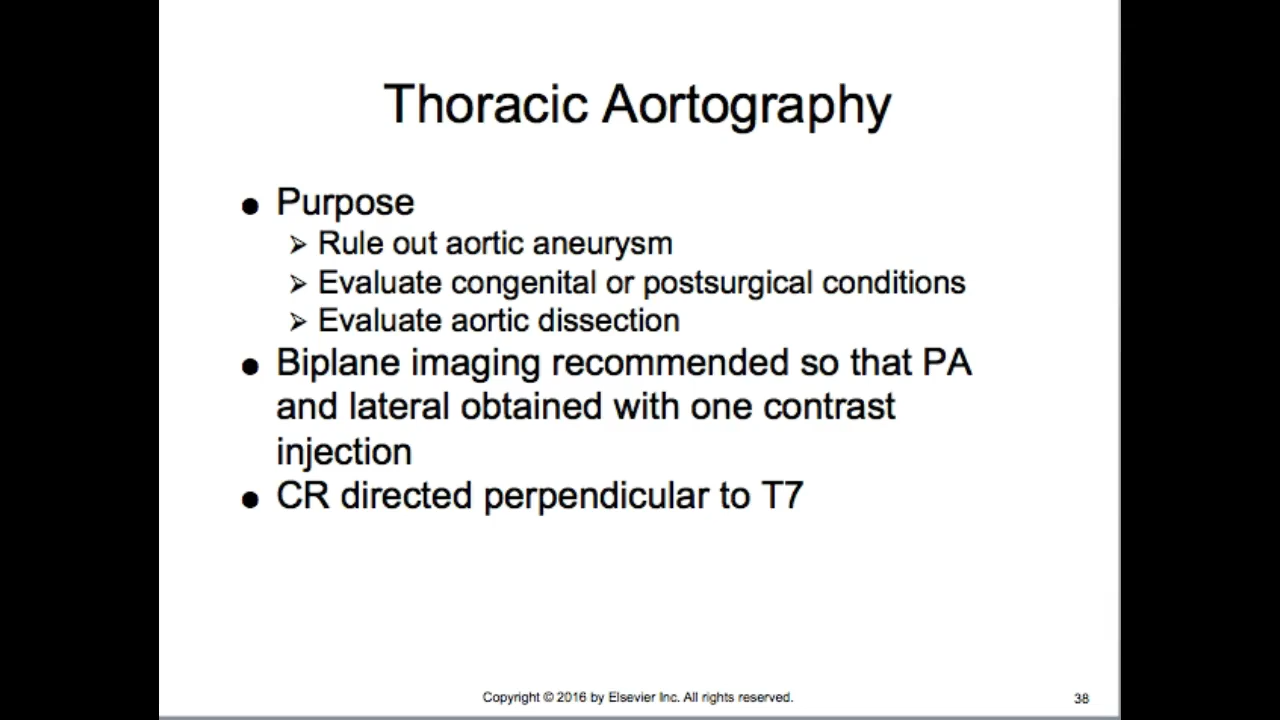 Thoracic Aortography
● Purpose
➢ Rule out aortic aneurysm
➢ Evaluate congenital or postsurgical conditions
➢ Evaluate aortic dissection
● Biplane imaging recommended so that PA
and lateral obtained with one contrast
injection
● CR directed perpendicular to T7
Copyright © 2016 by Elsevier Inc. All rights reserved.
38